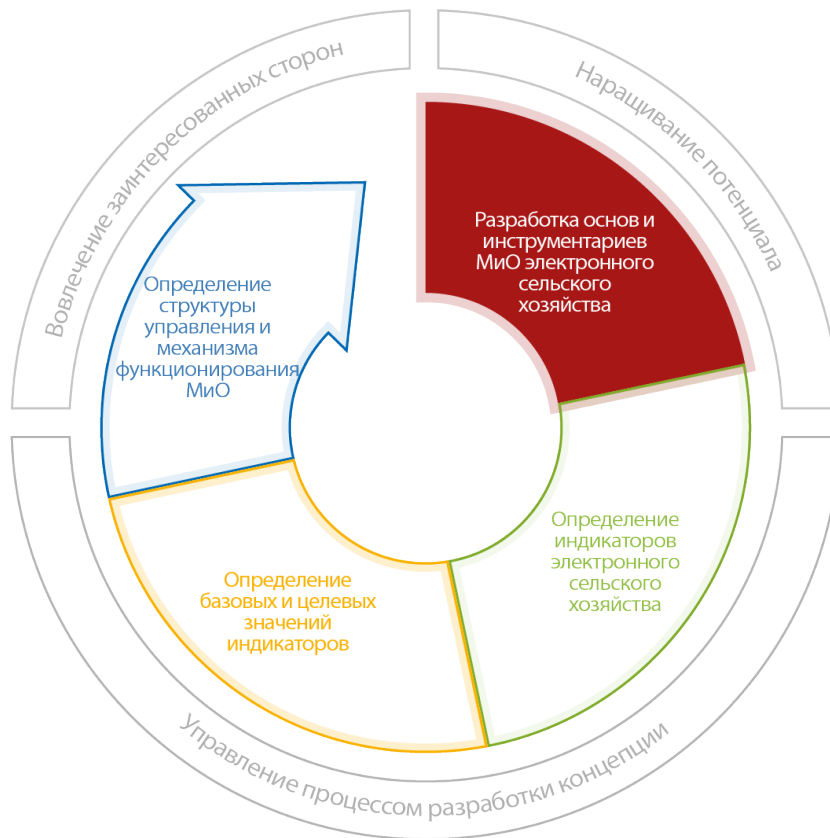 Вовлечение заинтересованных сторон
Наращивание потенциала
Разработка основ и
инструментариев
МиО электронного
сельского
хозяйства
Определение
индикаторов
электронного
сельского
хозяйства
Определение
базовых и целевых
значений
индикаторов
Определение
структуры
управления и
механизма
функционирования
МиО
Управление процессом разработки концепции